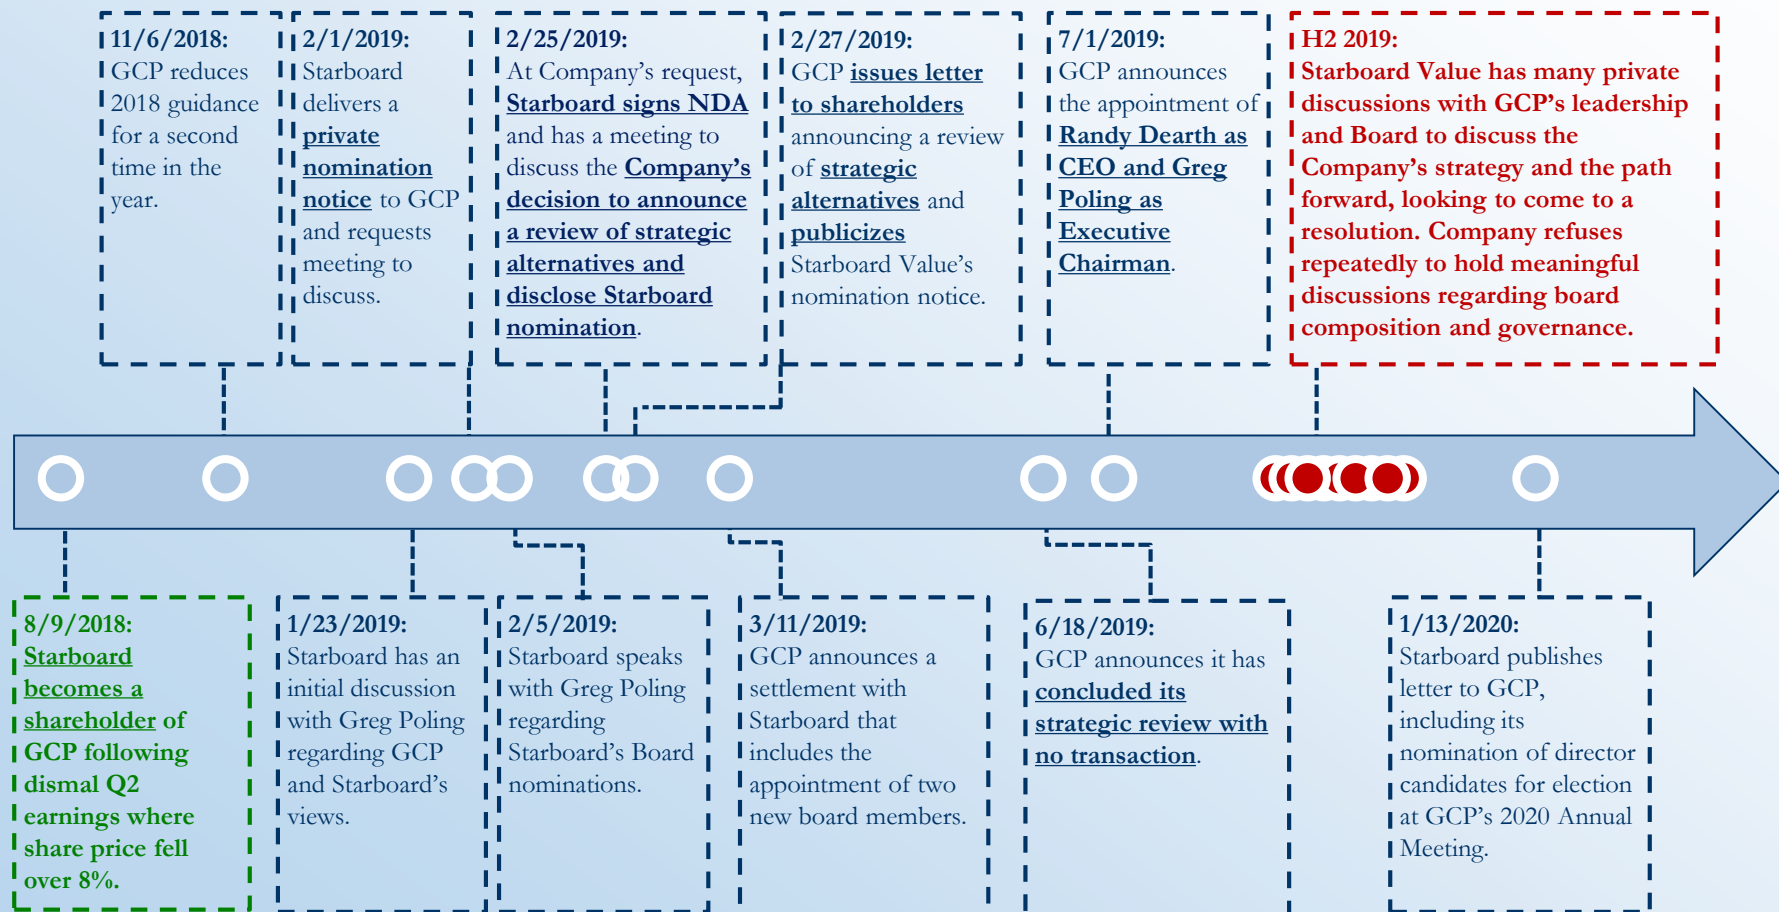 11/6/2018:
GCP reduces
2018 guidance
for a second
time in the
year.
2/1/2019:
Starboard
delivers a
private
nomination
notice to GCP
and requests
meeting to
discuss.
2/25/2019:
At Company’s request,
Starboard signs NDA
and has a meeting to
discuss the Company’s
decision to announce
a review of strategic
alternatives and
disclose Starboard
nomination.
2/27/2019:
GCP issues letter
to shareholders
announcing a review
of strategic
alternatives and
publicizes
Starboard Value’s
nomination notice.
7/1/2019:
GCP announces
the appointment of
Randy Dearth as
CEO and Greg
Poling as
Executive
Chairman.
H2 2019:
Starboard Value has many private
discussions with GCP’s leadership
and Board to discuss the
Company’s strategy and the path
forward, looking to come to a
resolution. Company refuses
repeatedly to hold meaningful
discussions regarding board
composition and governance.
8/9/2018:
Starboard
becomes a
shareholder of
GCP following
dismal Q2
earnings where
share price fell
over 8%.
1/23/2019:
Starboard has an
initial discussion
with Greg Poling
regarding GCP
and Starboard’s
views.
2/5/2019:
Starboard speaks
with Greg Poling
regarding
Starboard’s Board
nominations.
3/11/2019:
GCP announces a
settlement with
Starboard that
includes the
appointment of two
new board members.
6/18/2019:
GCP announces it has
concluded its
strategic review with
no transaction.
1/13/2020:
Starboard publishes
letter to GCP,
including its
nomination of director
candidates for election
at GCP’s 2020 Annual
Meeting.